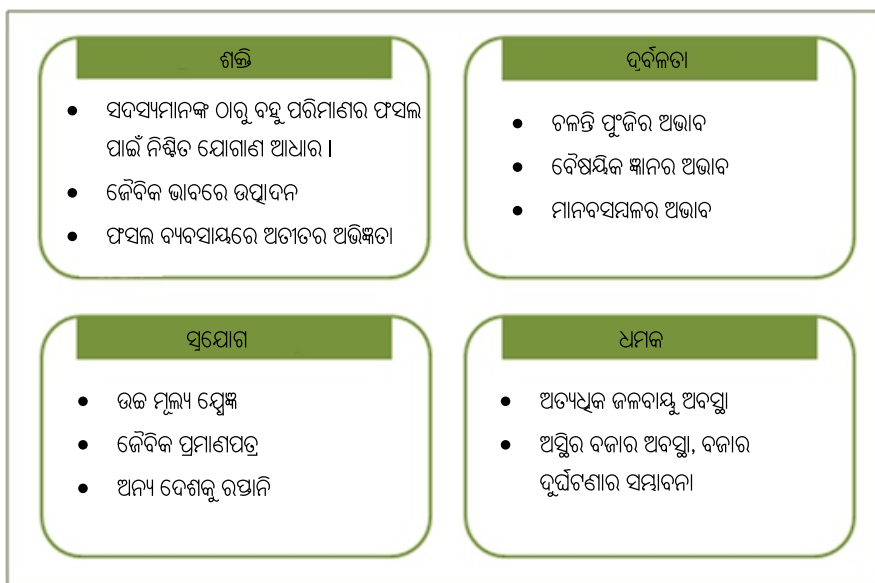 ଶକ୍ତି
ସଦସ୍ୟମାନଙ୍କ ଠାରୁ ବହୁ ପରିମାଣର ଫସଲ
ପାଇଁ ନିଶ୍ଚିତ ଯୋଗାଣ ଆଧାର ।
ଜୈବିକ ଭାବରେ ଉତ୍ପାଦନ
ଫସଲ ବ୍ୟବସାୟରେ ଅତୀତର ଅଭିଜ୍ଞତା
ଦୁର୍ବଳତା
ଚଳନ୍ତି ପୁଂଜିର ଅଭାବ
ବୈଷୟିକ ଜ୍ଞାନର ଅଭାବ
ମାନବସମ୍ବଳର ଅଭାବ
ସୁଯୋଗ
ଉଚ୍ଚ ମୂଲ୍ୟ
ଜୈବିକ ପ୍ରମାଣପତ୍ର
ଅନ୍ୟ ଦେଶକୁ ରପ୍ତାନି
ଧମକ
ଅତ୍ୟଧିକ ଜଳବାୟୁ ଅବସ୍ଥା
ଅସ୍ଥିର ବଜାର ଅବସ୍ଥା, ବଜାର
ଦୁର୍ଘଟଣାର ସମ୍ଭାବନା